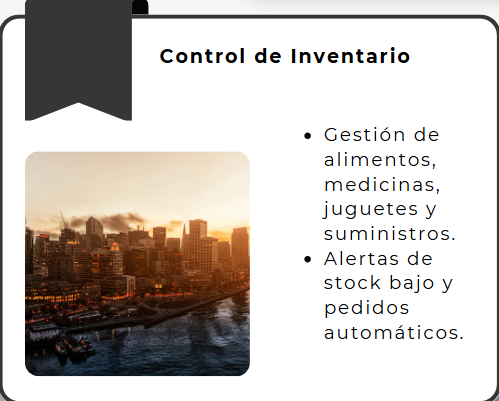 Control de Inventario
Gestión de
alimentos,
medicinas,
juguetes y
suministros.
Alertas de
stock bajo y
pedidos
automáticos.